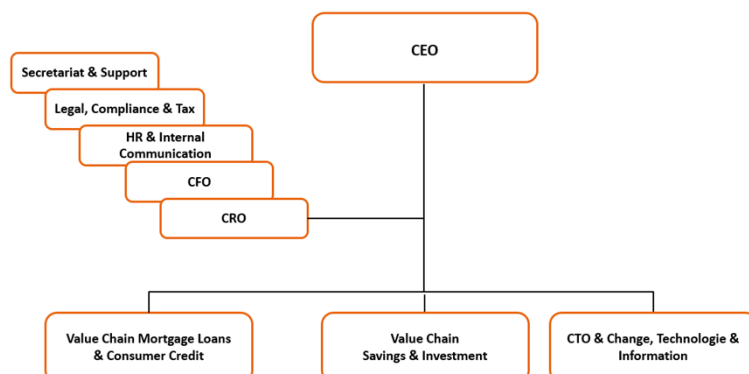 CEO
Secretariat & Support
Legal, Compliance & Tax
HR & Internal
Communication
CFO
CRO
Value Chain Mortgage Loans
& Consumer Credit
Value Chain
Savings & Investment
CTO & Change, Technologie &
Information